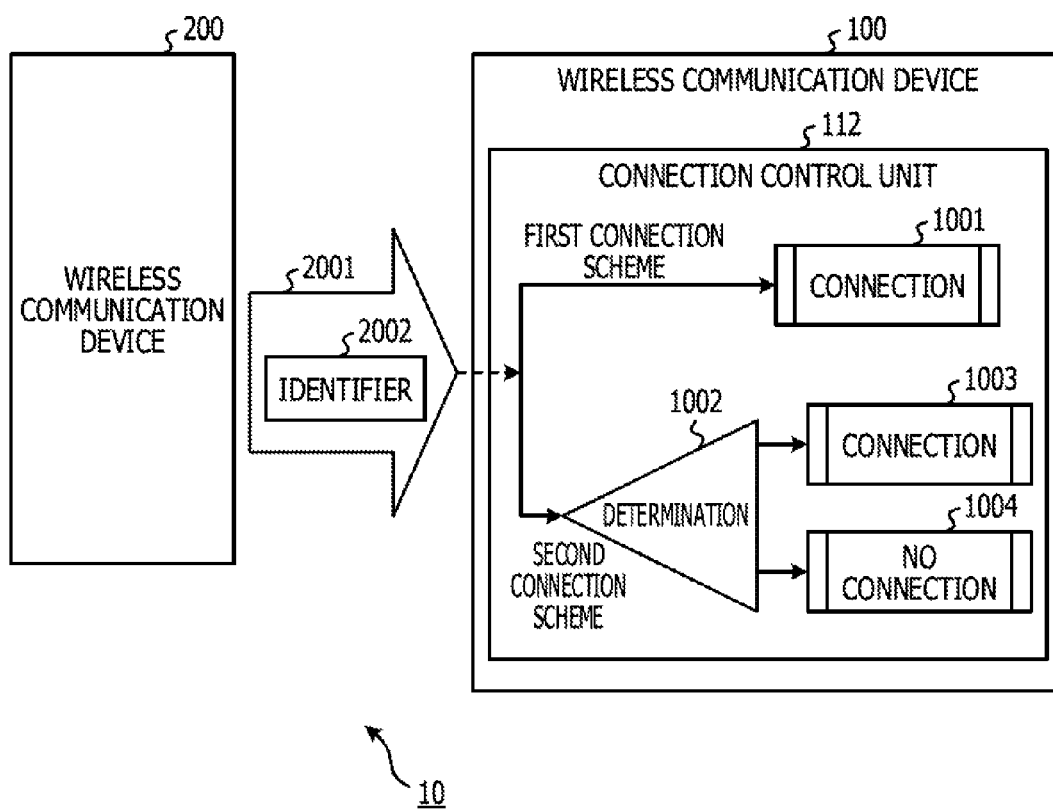 200
100
WIRELESS COMMUNICATION DEVICE
112
CONNECTION CONTROL UNIT
FIRST CONNECTION
SCHEME
1001
CONNECTION
WIRELESS
COMMUNICATION
DEVICE
2001
2002
IDENTIFIER
1002
1003
CONNECTION
DETERMINATION
1004
NO
CONNECTION
SECOND
CONNECTION
SCHEME
10